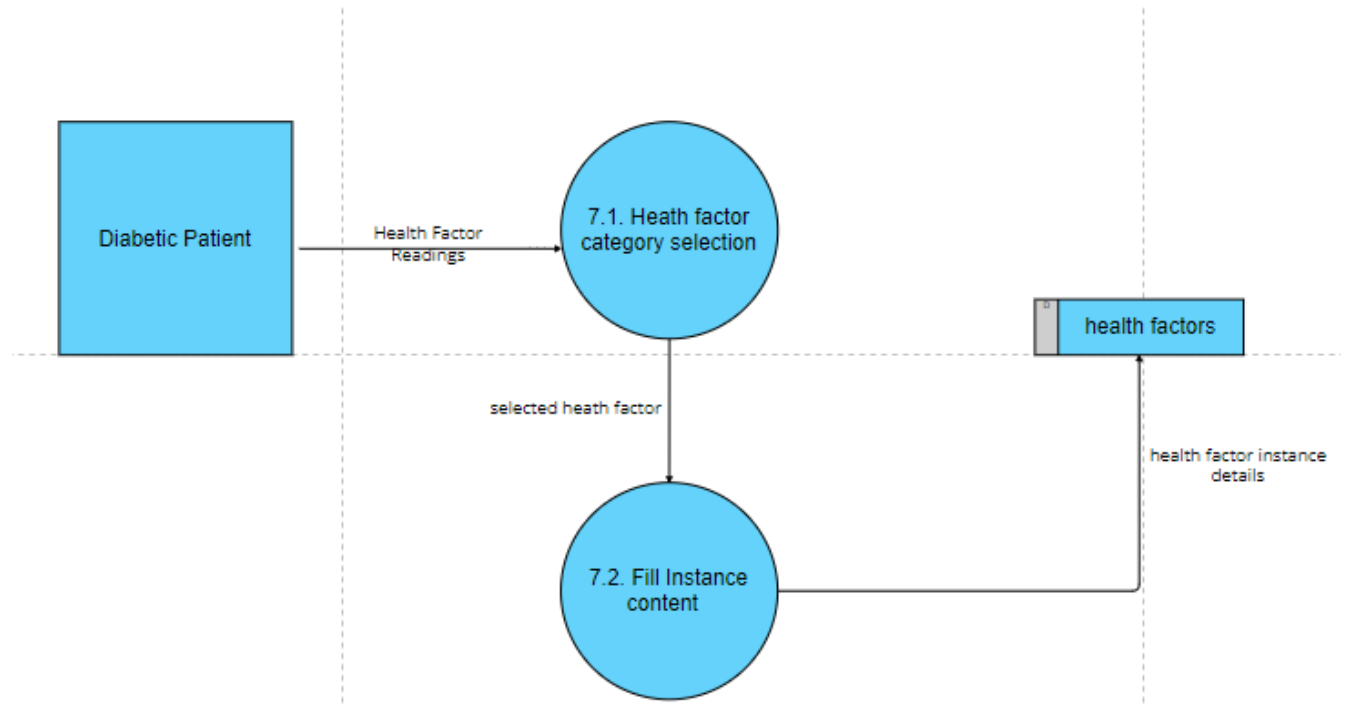 Diabetic Patient
Health Factor
Readings
7.1. Heath factor
category selection
D
health factors
selected heath factor
health factor instance
details
7.2. Fill Instance
content